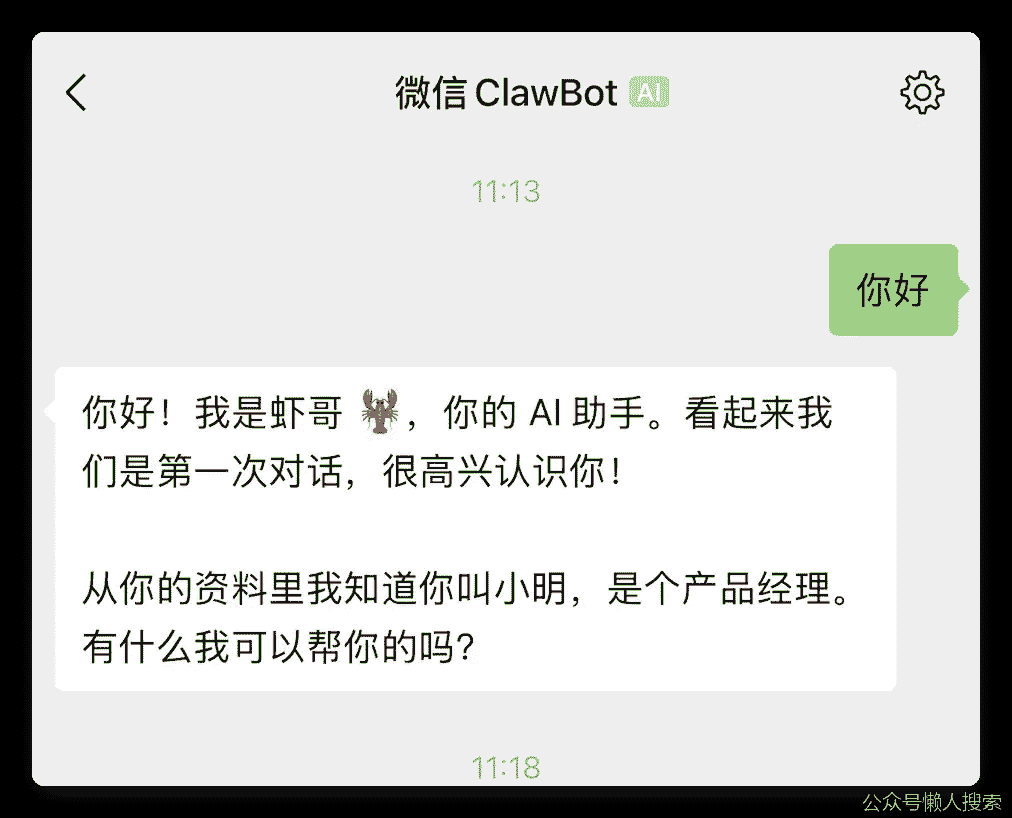 微信 ClawBot AI
11:13
你好
你好！我是虾哥 🦞，你的 AI 助手。看起来我
们是第一次对话，很高兴认识你！
从你的资料里我知道你叫小明，是个产品经理。
有什么我可以帮你的吗？
11:18
公众号懒人搜索